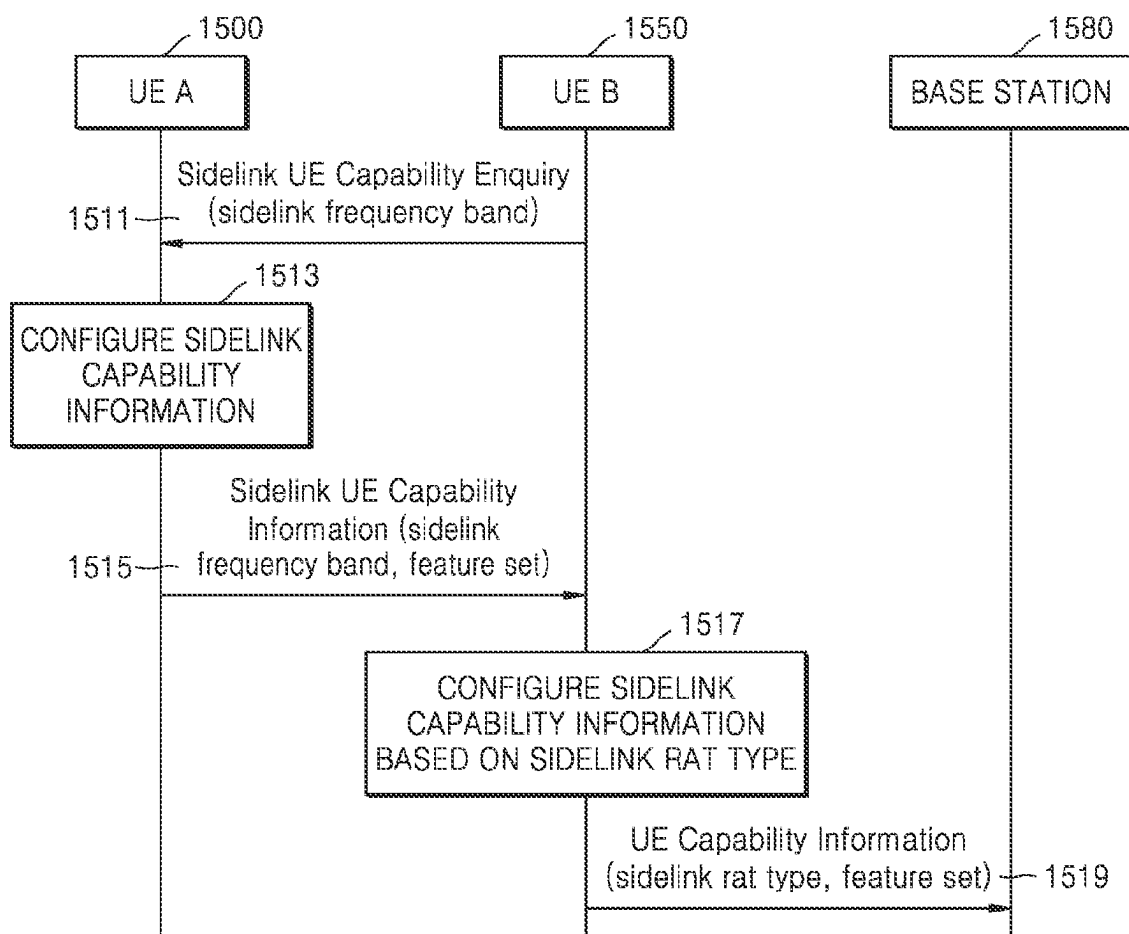 1500
1550
1580
UE A
UE B
BASE STATION
Sidelink UE Capability Enquiry
(sidelink frequency band)
1511
1513
CONFIGURE SIDELINK
CAPABILITY
INFORMATION
Sidelink UE Capability
Information (sidelink
frequency band, feature set)
1515
1517
CONFIGURE SIDELINK
CAPABILITY INFORMATION
BASED ON SIDELINK RAT TYPE
UE Capability Information
(sidelink rat type, feature set)
1519